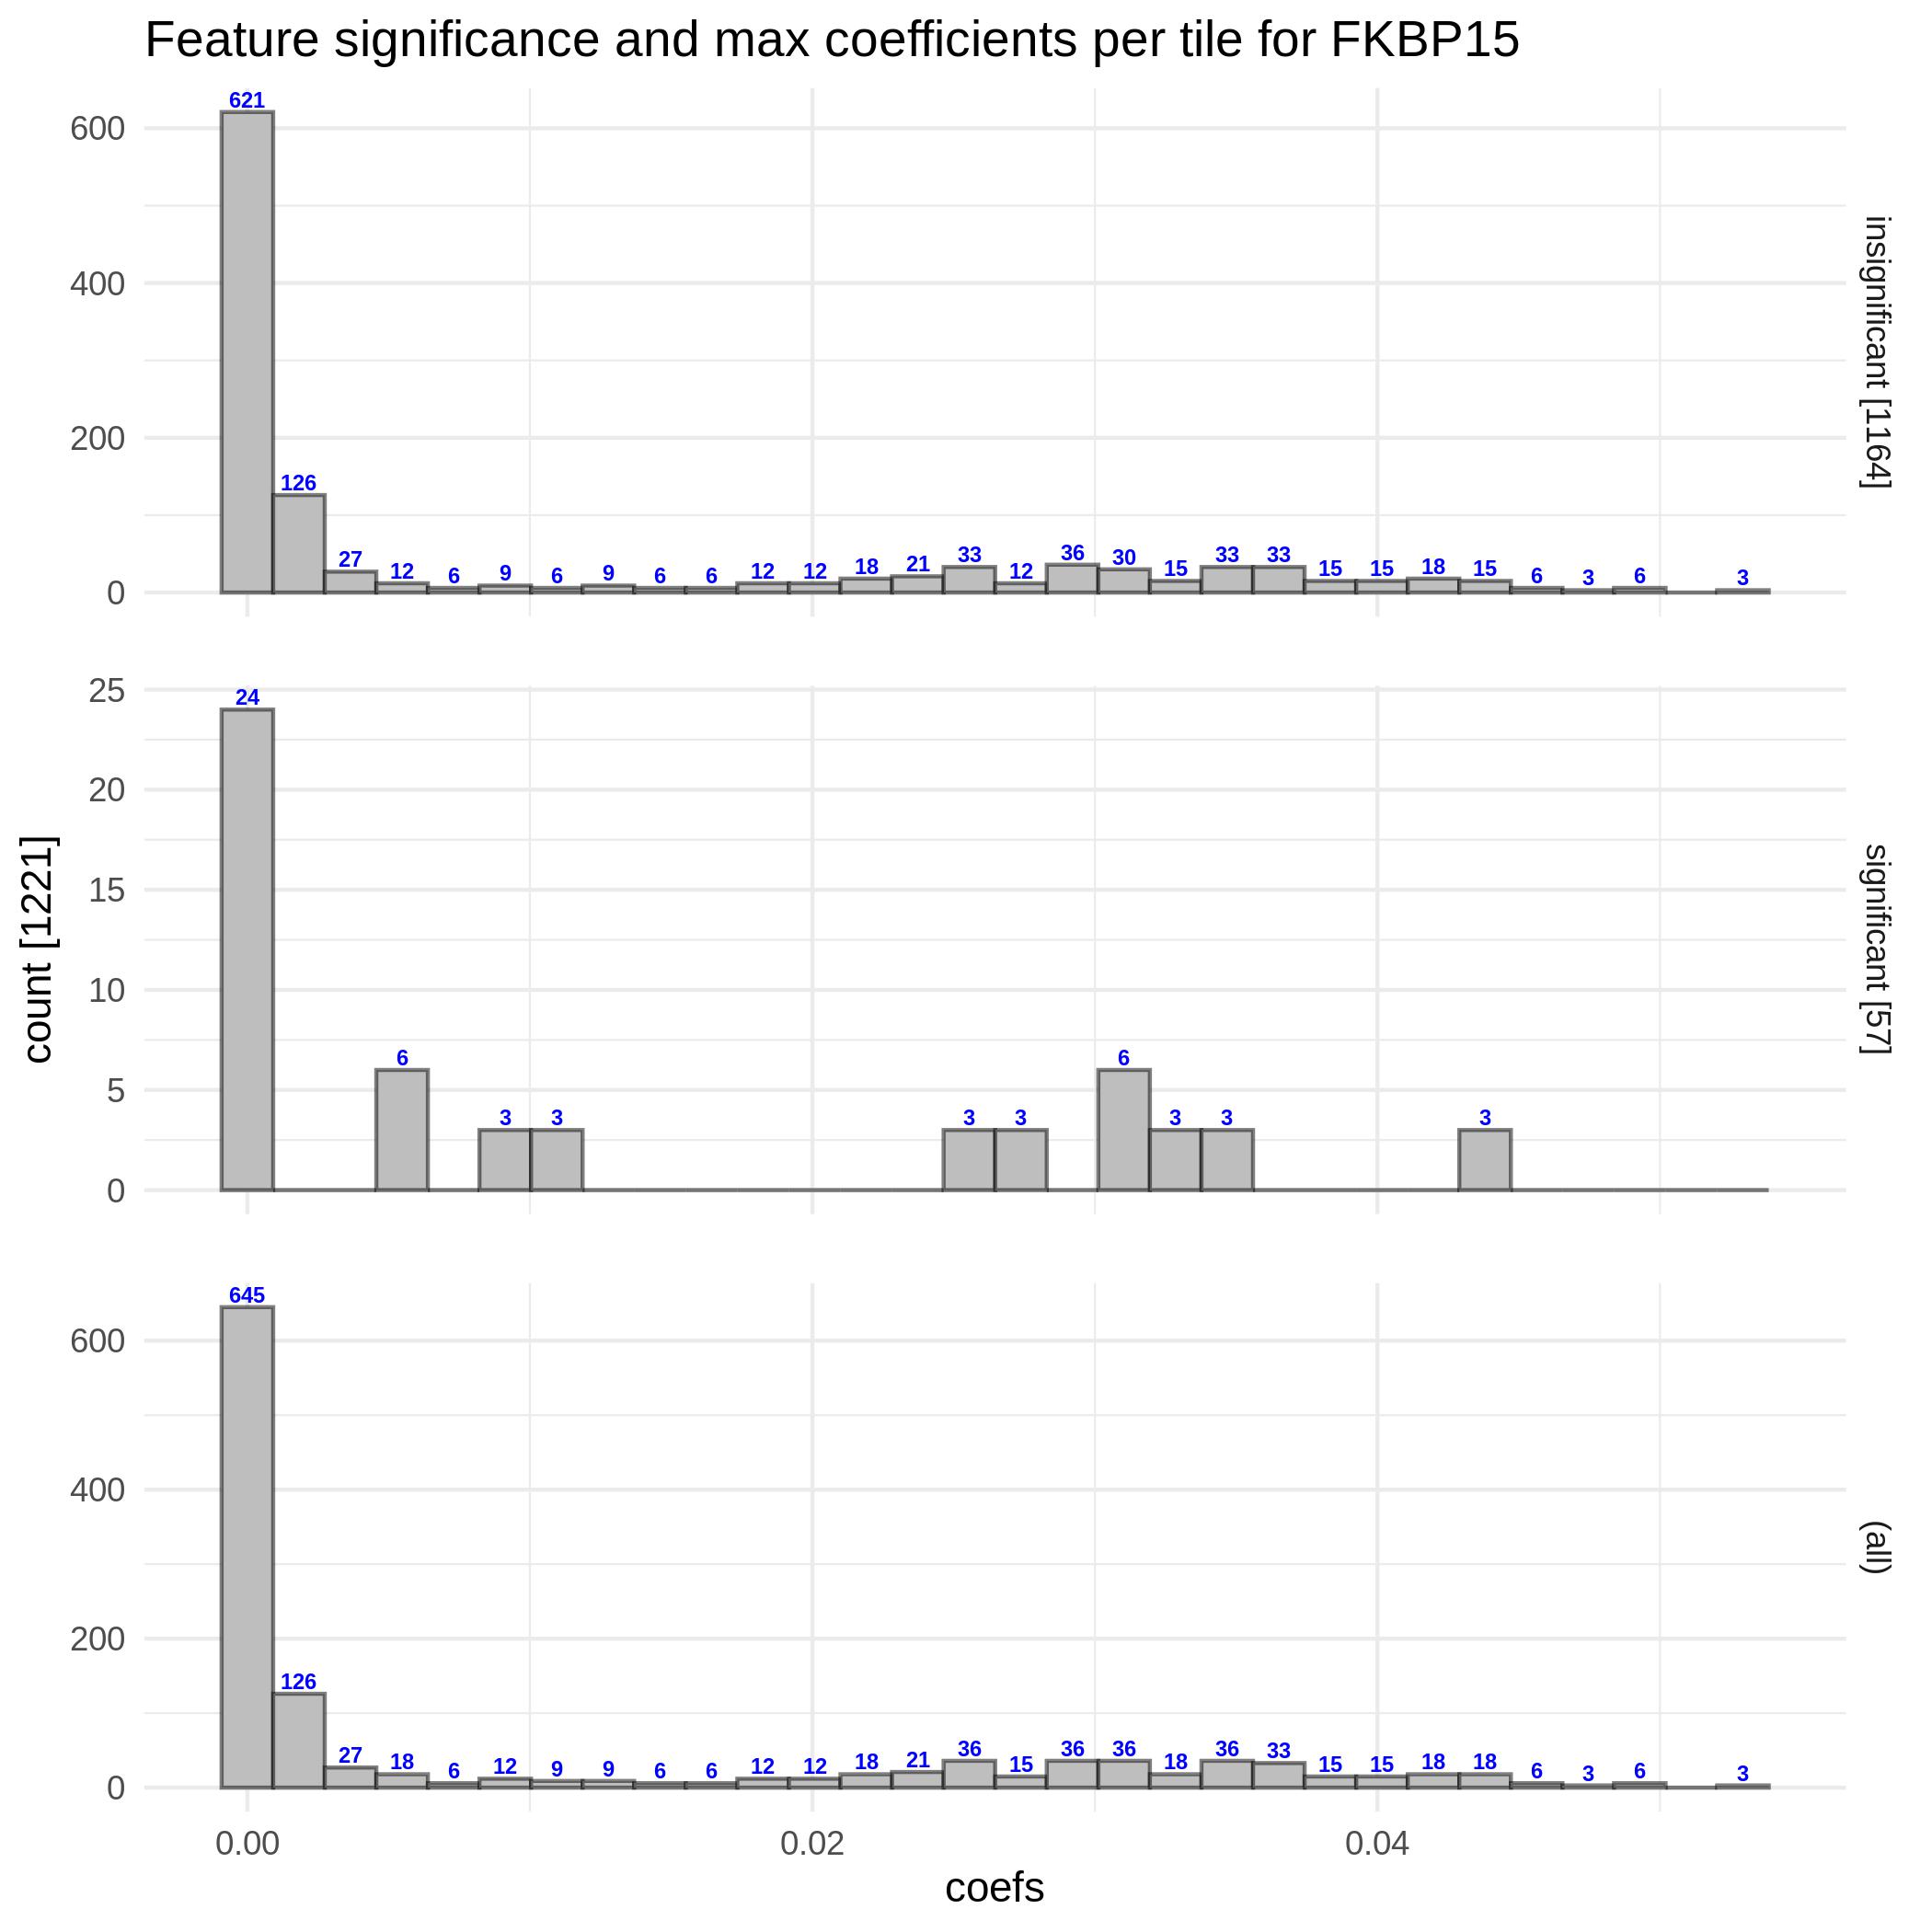 Feature significance and max coefficients per tile for FKBP15
621
600
126
400
200
27 12 6 9 6 9 6 6 12 12 18 21 33 12 36 30 15 33 33 15 15 18 15 6 3 6 3
0
insignificant [1164]
25
24
20
15
10
6 6
5
3 3 3 3 3 3 3
0
significant [57]
count [1221]
645
600
400
200
126
27 18 6 12 9 9 6 6 12 12 18 21 36 15 36 36 18 36 33 15 15 18 18 6 3 6 3
0
(all)
0.00 0.02 0.04
coefs